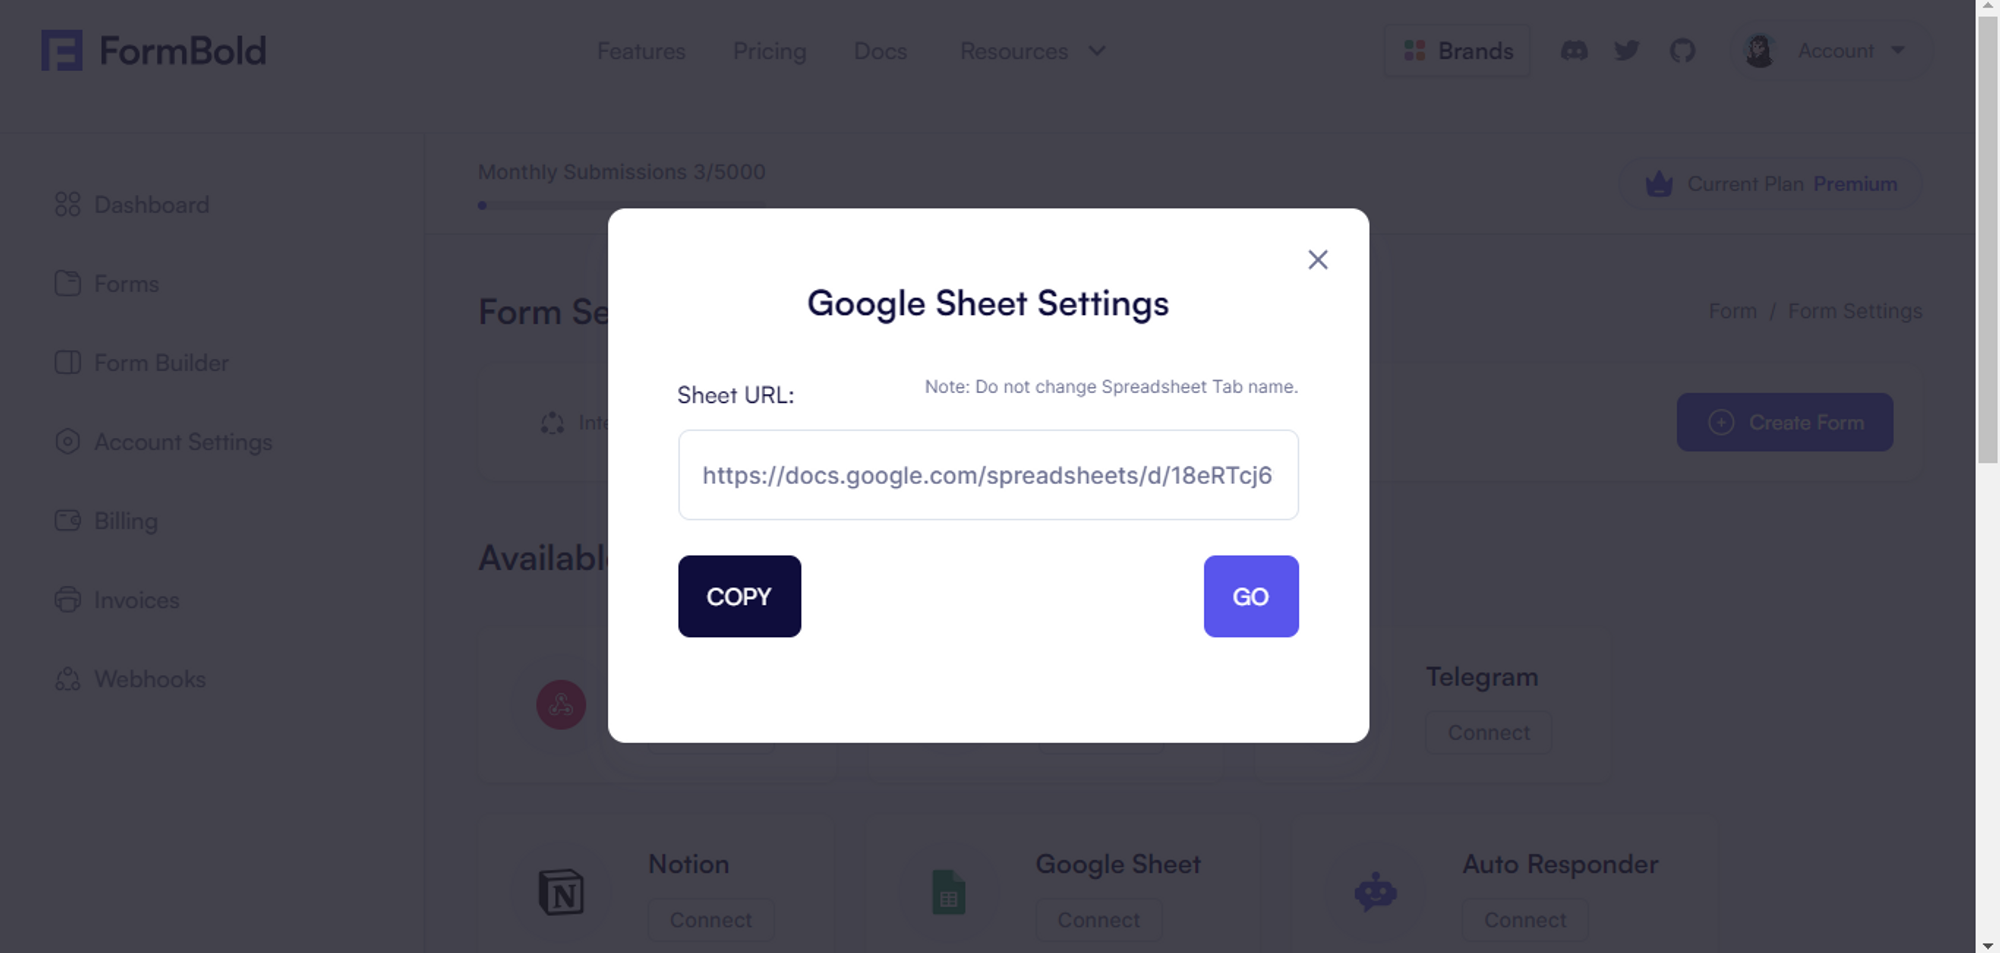 FormBold
Features
Pricing
Docs
Resources
Brands
Account
Monthly Submissions 3/5000
Current Plan Premium
Dashboard
Forms
Form Builder
Account Settings
Billing
Invoices
Webhooks
Form Se
Form / Form Settings
Inte
Create Form
Google Sheet Settings
Sheet URL:
Note: Do not change Spreadsheet Tab name.
https://docs.google.com/spreadsheets/d/18eRTcj6
COPY
GO
Availabl
Telegram
Connect
Notion
Connect
Google Sheet
Connect
Auto Responder
Connect